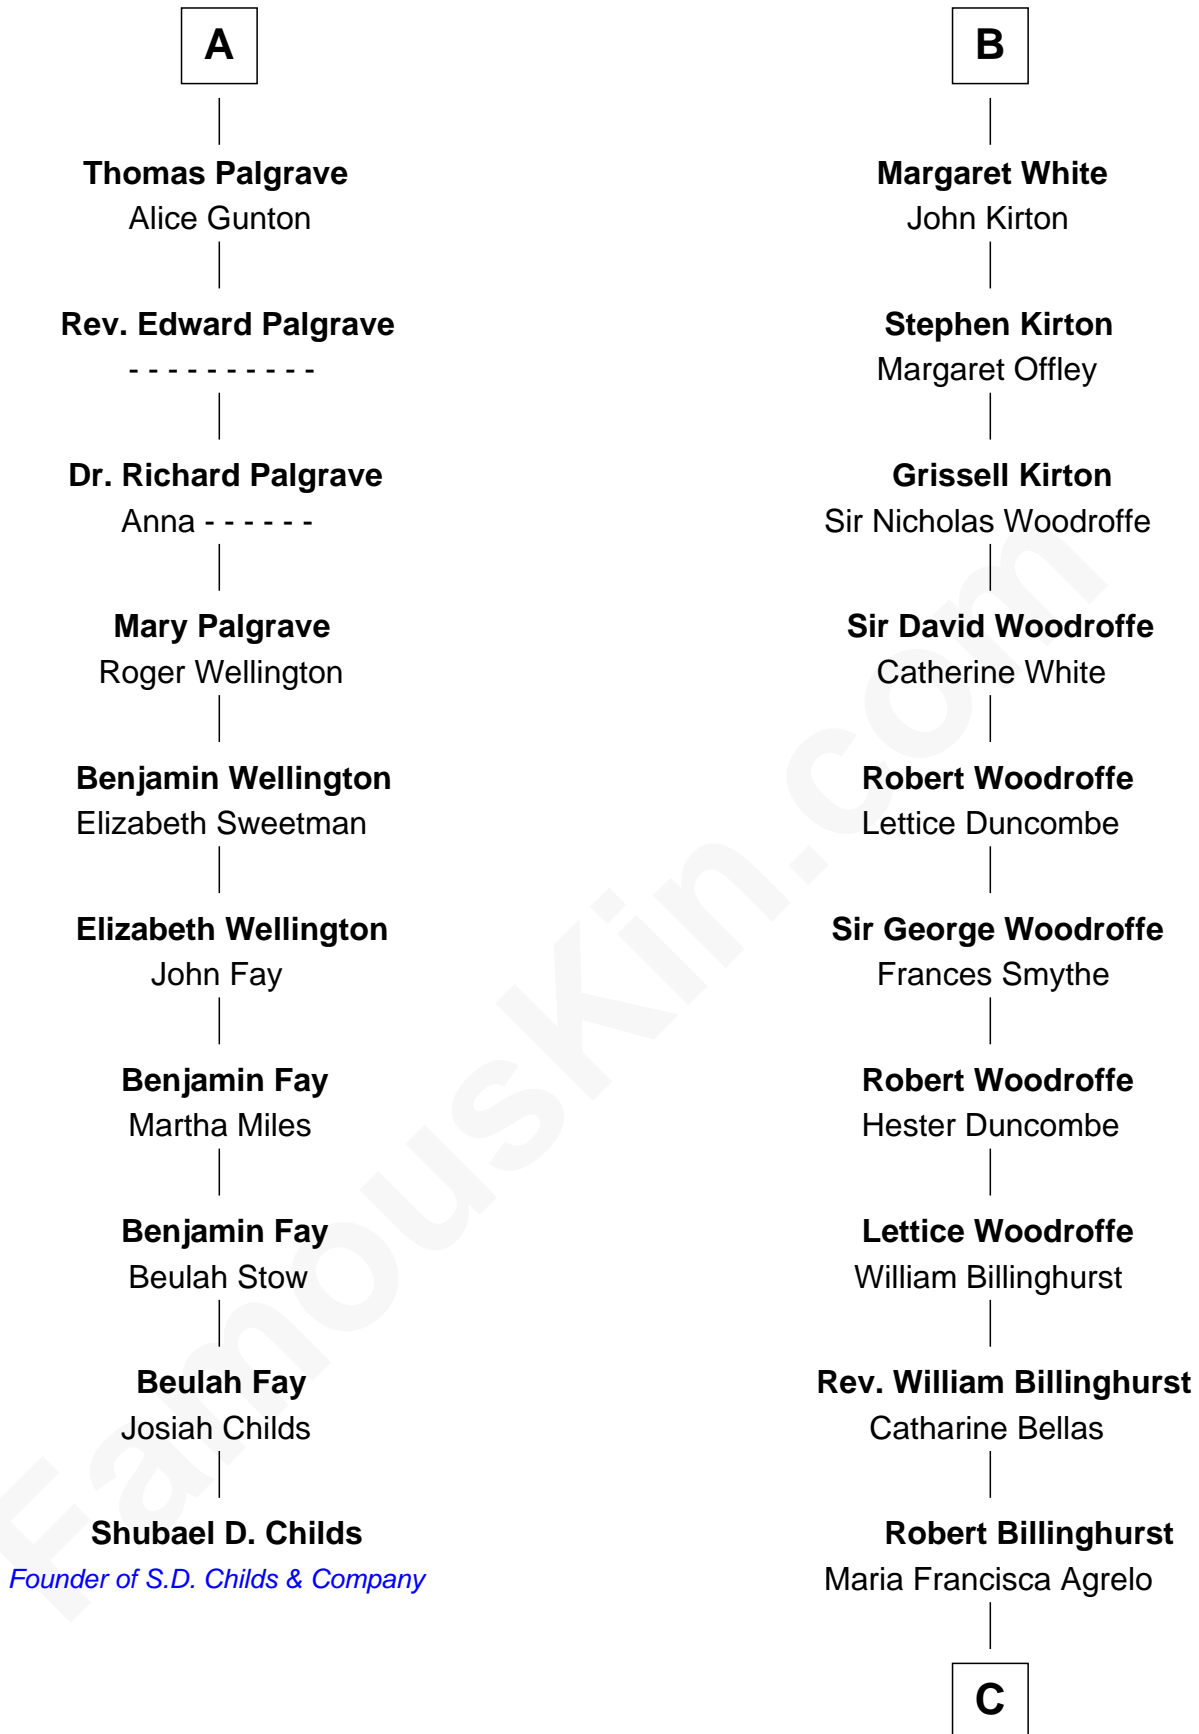 A
Thomas Palgrave
Alice Gunton
Rev. Edward Palgrave
- - - - - - - - - -
Dr. Richard Palgrave
Anna - - - - - -
Mary Palgrave
Roger Wellington
Benjamin Wellington
Elizabeth Sweetman
Elizabeth Wellington
John Fay
Benjamin Fay
Martha Miles
Benjamin Fay
Beulah Stow
Beulah Fay
Josiah Childs
Shubael D. Childs
Founder of S.D. Childs & Company
B
Margaret White
John Kirton
Stephen Kirton
Margaret Offley
Grissell Kirton
Sir Nicholas Woodroffe
Sir David Woodroffe
Catherine White
Robert Woodroffe
Lettice Duncombe
Sir George Woodroffe
Frances Smythe
Robert Woodroffe
Hester Duncombe
Lettice Woodroffe
William Billinghurst
Rev. William Billinghurst
Catharine Bellas
Robert Billinghurst
Maria Francisca Agrelo
C
FamousKin.com